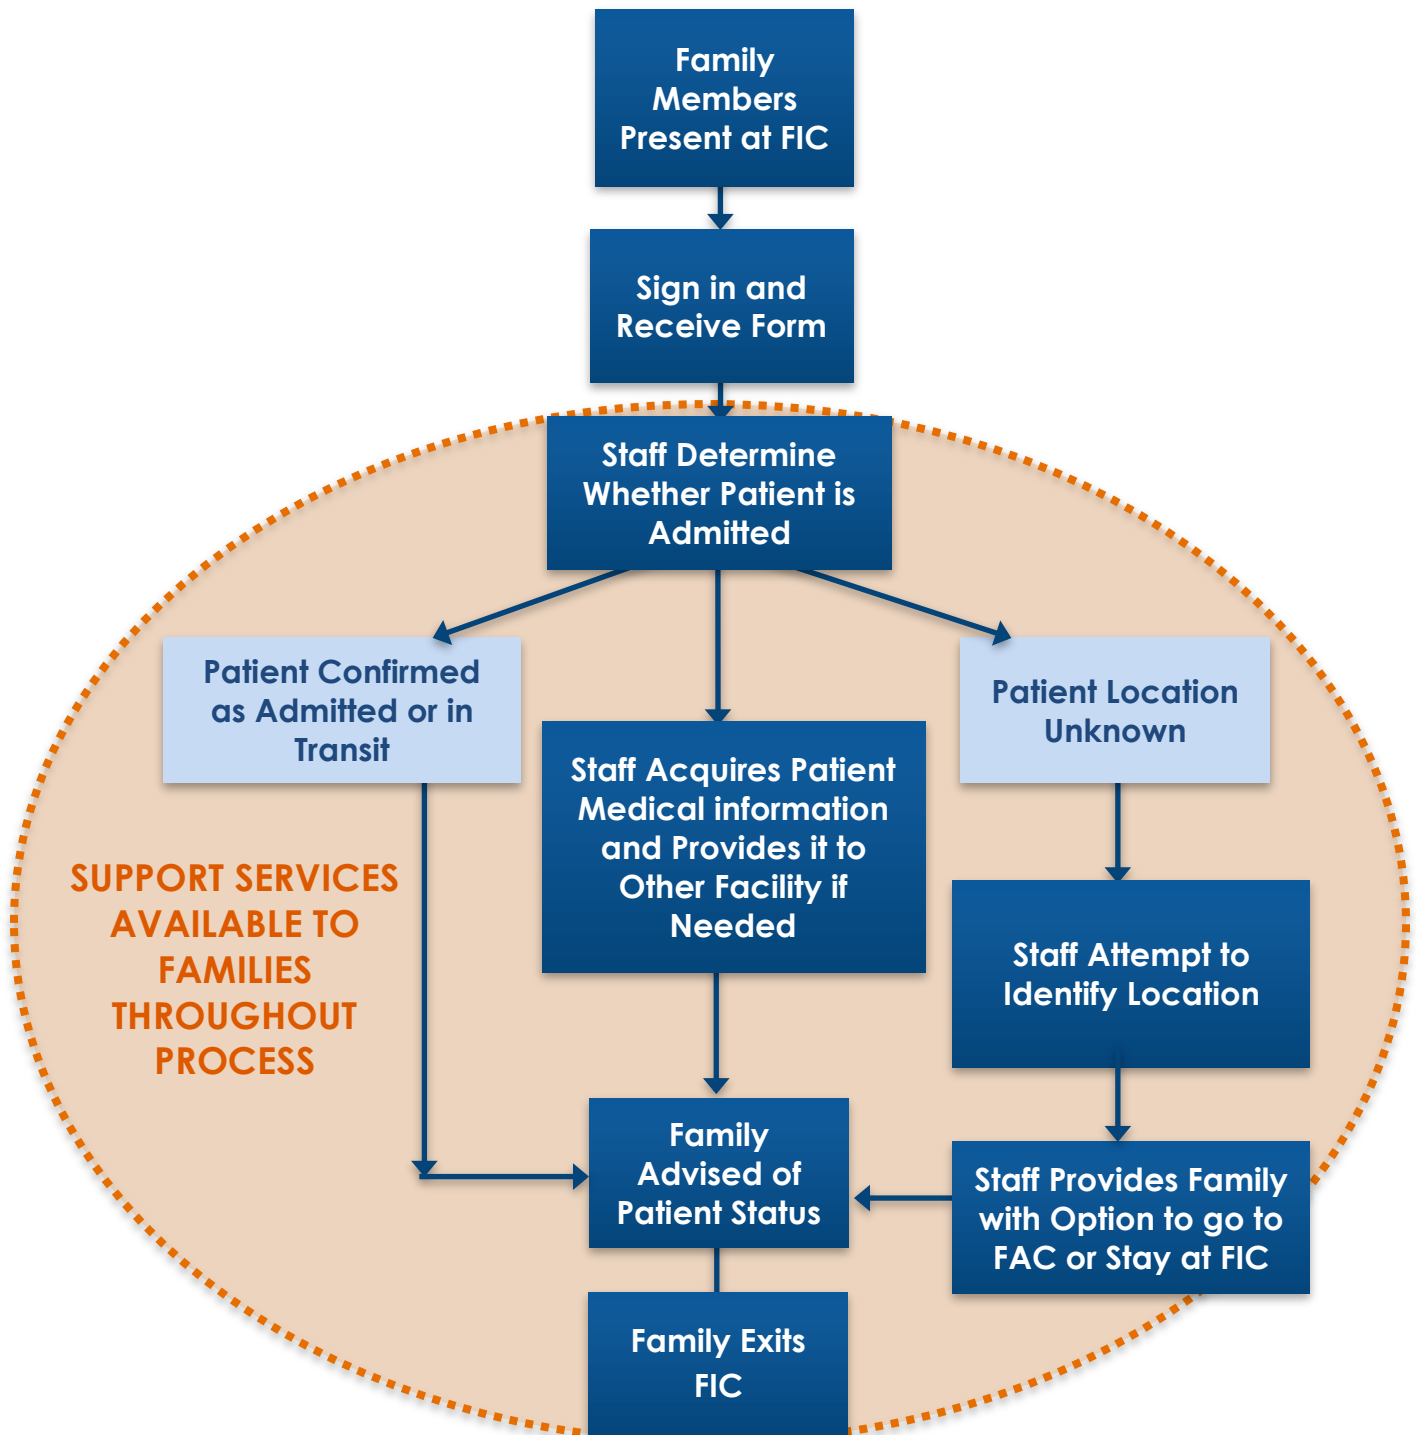 Family
Members
Present at FIC
Sign in and
Receive Form
Staff Determine
Whether Patient is
Admitted
Patient Confirmed
as Admitted or in
Transit
Staff Acquires Patient
Medical information
and Provides it to
Other Facility if
Needed
Patient Location
Unknown
SUPPORT SERVICES
AVAILABLE TO
FAMILIES
THROUGHOUT
PROCESS
Staff Attempt to
Identify Location
Family
Advised of
Patient Status
Staff Provides Family
with Option to go to
FAC or Stay at FIC
Family Exits
FIC